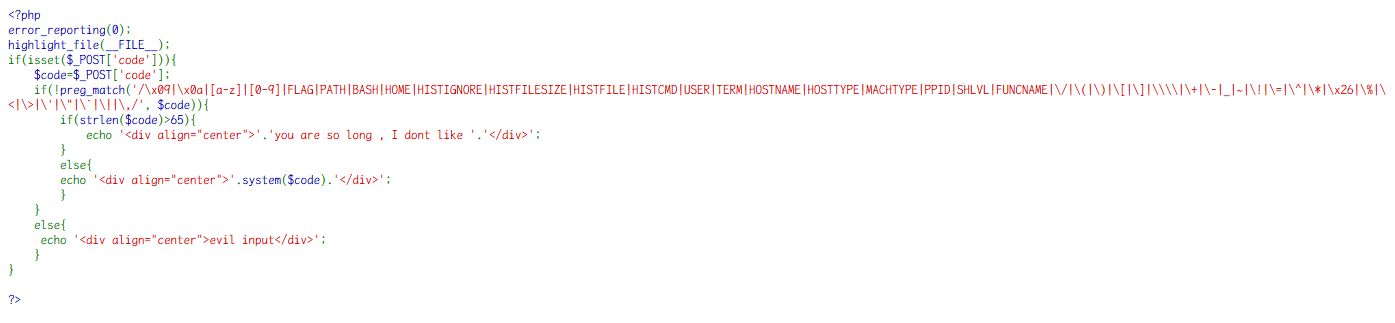 <?php
error_reporting(0);
highlight_file(__FILE__);
if(isset($_POST['code'])){
    $code=$_POST['code'];
    if(!preg_match('/\x09|\x0a|[a-z]|[0-9]|FLAG|PATH|BASH|HOME|HISTIGNORE|HISTFILESIZE|HISTFILE|HISTCMD|USER|TERM|HOSTNAME|HOSTTYPE|MACHTYPE|PPID|SHLVL|FUNCNAME|\/|\(|\)|\[|\]|\\\\|\+|\-|_|~|\!|\=|\^|\*|\x26|\%|\
<|\>|\'|\"|\`|\||\,/', $code)){
        if(strlen($code)>65){
            echo '<div align="center">'.'you are so long , I dont like '.'</div>';
        }
        else{
        echo '<div align="center">'.system($code).'</div>';
        }
    }
    else{
     echo '<div align="center">evil input</div>';
    }
}
?>